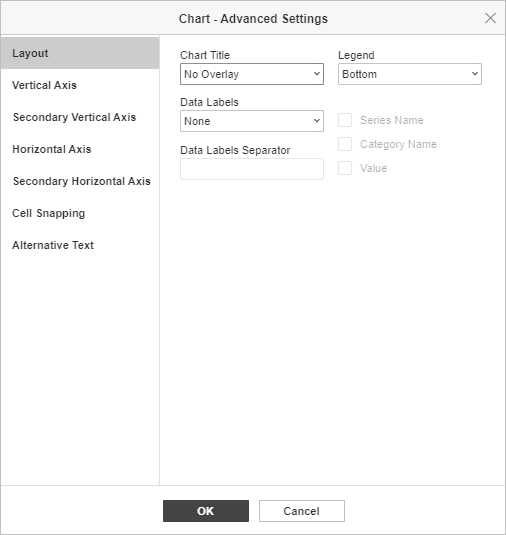 Chart - Advanced Settings
Layout
Vertical Axis
Secondary Vertical Axis
Horizontal Axis
Secondary Horizontal Axis
Cell Snapping
Alternative Text
Chart Title
No Overlay
Legend
Bottom
Data Labels
None
Data Labels Separator
Series Name
Category Name
Value
OK
Cancel